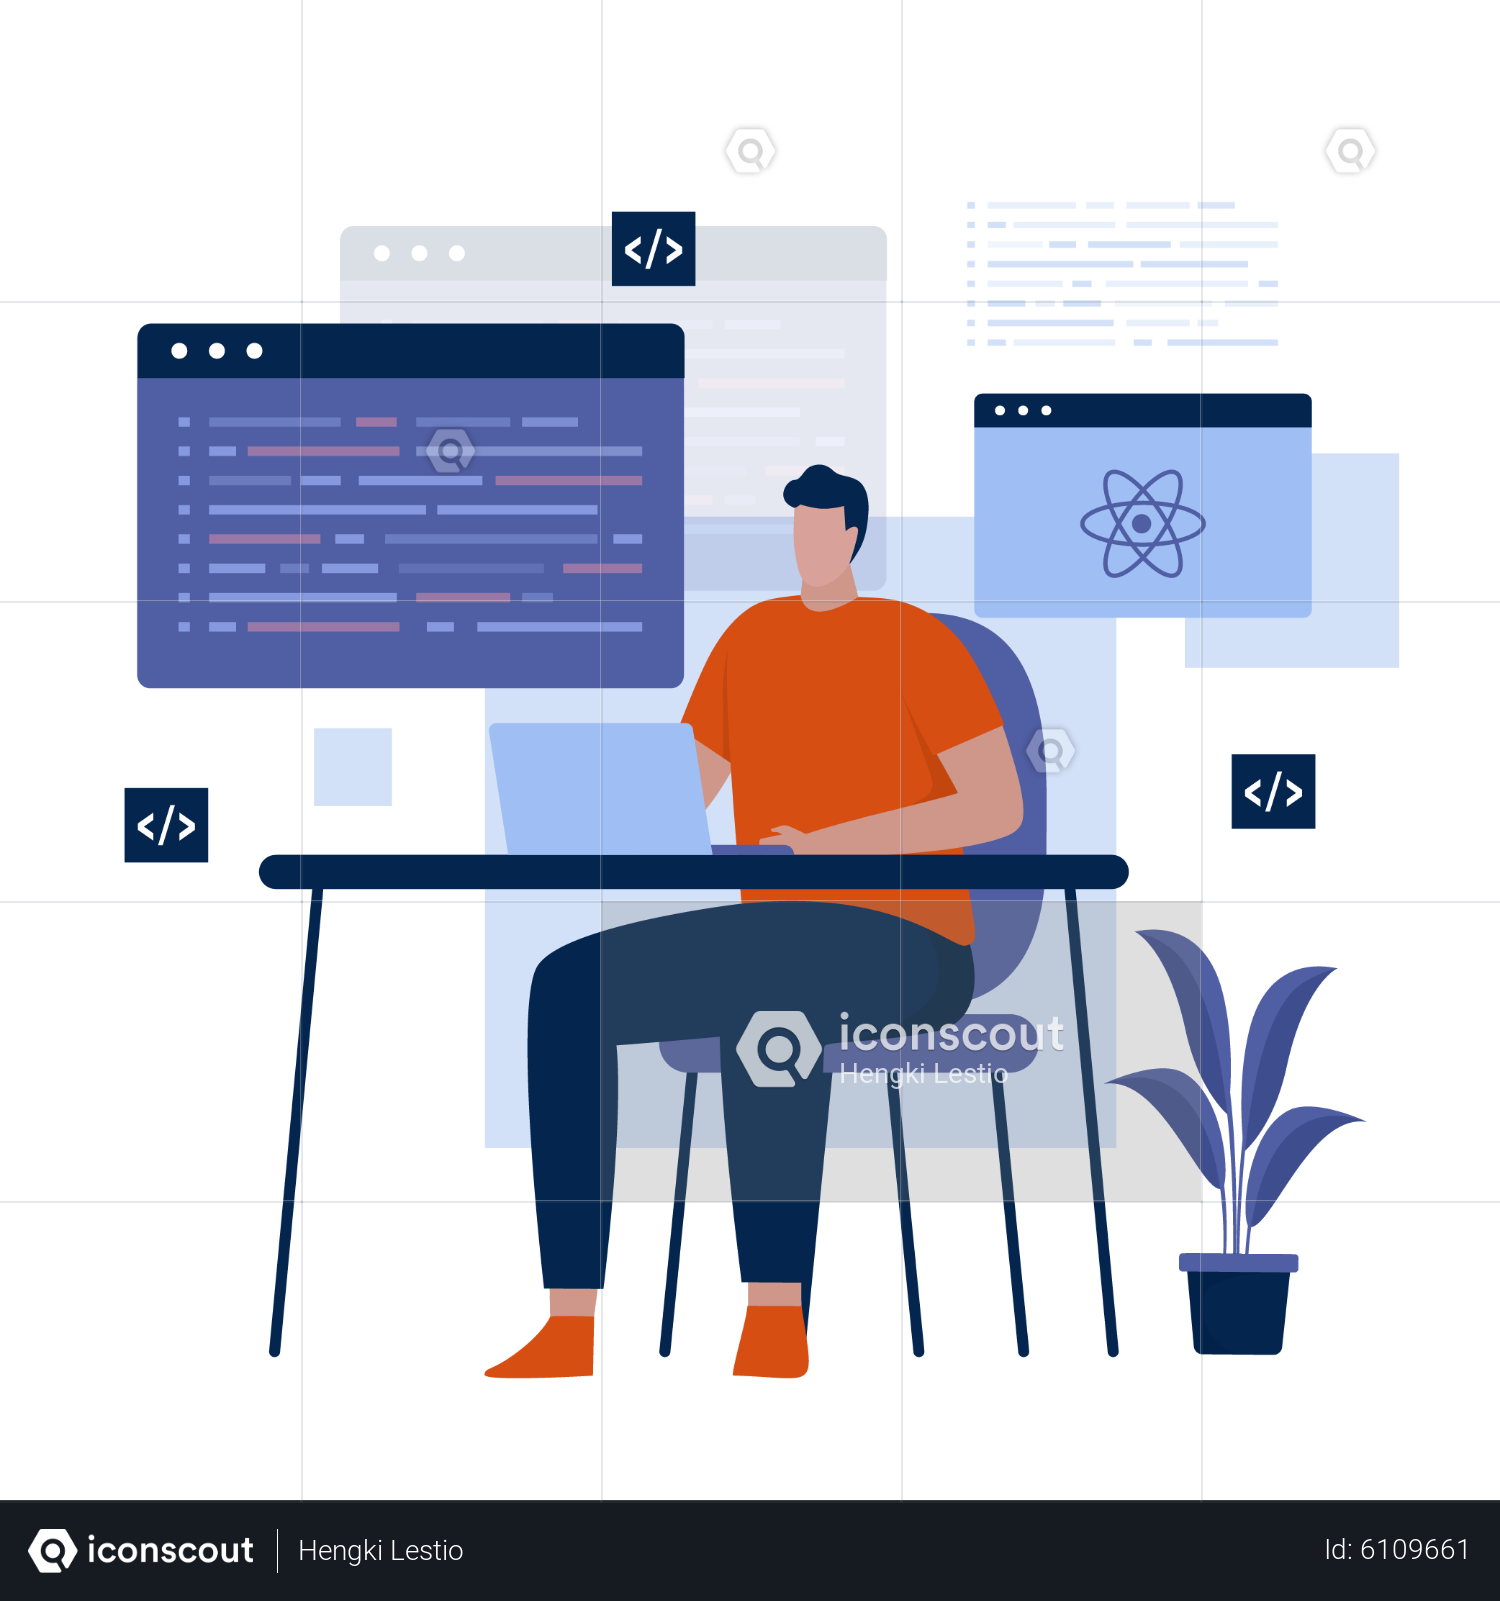 </>
</>
</>
iconscout
Hengki Lestio
iconscout
Hengki Lestio
Id: 6109661